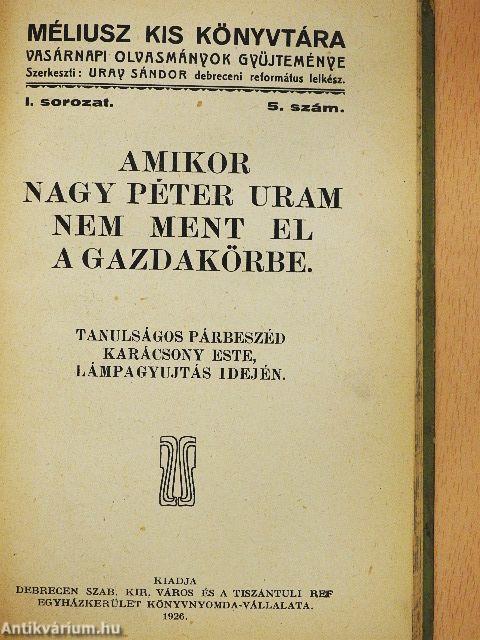 MÉLIUSZ KIS KÖNYVTÁRA
VASÁRNAPI OLVASMÁNYOK GYÜJTEMÉNYE
Szerkeszti: URAY SÁNDOR debreceni református lelkész.
I. sorozat. 5. szám.
AMIKOR
NAGY PÉTER URAM
NEM MENT EL
A GAZDAKÖRBE.
TANULSÁGOS PÁRBESZÉD
KARÁCSONY ESTE,
LÁMPAGYUJTÁS IDEJÉN.
KIADJA
DEBRECEN SZAB. KIR. VÁROS ÉS A TISZÁNTULI REF
EGYHÁZKERÜLET KÖNYVNYOMDA-VÁLLALATA.
1926.
Antikvárium.hu